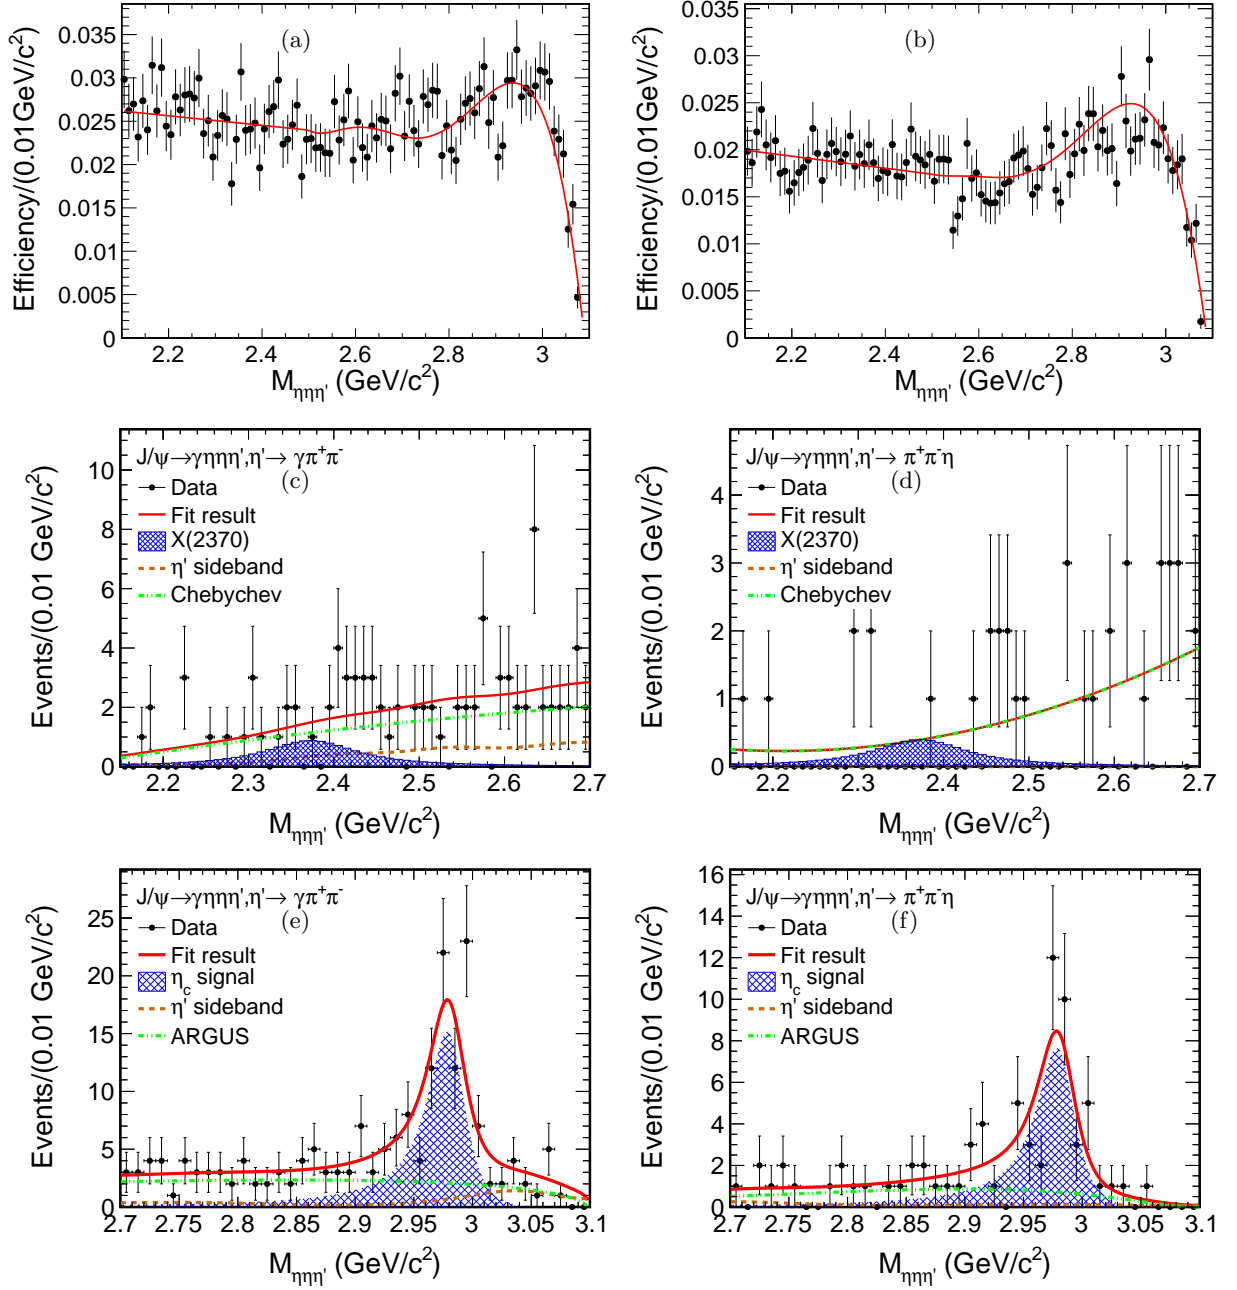 (a)
Efficiency/(0.01GeV/c²)
0.035
0.03
0.025
0.02
0.015
0.01
0.005
0
2.2 2.4 2.6 2.8 3
Mηηη' (GeV/c²)
(b)
Efficiency/(0.01GeV/c²)
0.035
0.03
0.025
0.02
0.015
0.01
0.005
0
2.2 2.4 2.6 2.8 3
Mηηη' (GeV/c²)
J/ψ→γηηη',η'→ γπ⁺π⁻
(c)
Data
Fit result
X(2370)
η' sideband
Chebychev
Events/(0.01 GeV/c²)
10
8
6
4
2
0
2.2 2.3 2.4 2.5 2.6 2.7
Mηηη' (GeV/c²)
J/ψ→γηηη',η'→ π⁺π⁻η
(d)
Data
Fit result
X(2370)
η' sideband
Chebychev
Events/(0.01 GeV/c²)
4
3
2
1
0
2.2 2.3 2.4 2.5 2.6 2.7
Mηηη' (GeV/c²)
J/ψ→γηηη',η'→ γπ⁺π⁻
(e)
Data
Fit result
ηc signal
η' sideband
ARGUS
Events/(0.01 GeV/c²)
25
20
15
10
5
0
2.7 2.75 2.8 2.85 2.9 2.95 3 3.05 3.1
Mηηη' (GeV/c²)
J/ψ→γηηη',η'→ π⁺π⁻η
(f)
Data
Fit result
ηc signal
η' sideband
ARGUS
Events/(0.01 GeV/c²)
16
14
12
10
8
6
4
2
0
2.7 2.75 2.8 2.85 2.9 2.95 3 3.05 3.1
Mηηη' (GeV/c²)